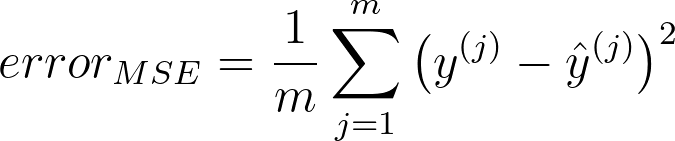 error_{MSE} = \frac{1}{m} \sum_{j=1}^{m} \left( y^{(j)} - \hat{y}^{(j)} \right)^2